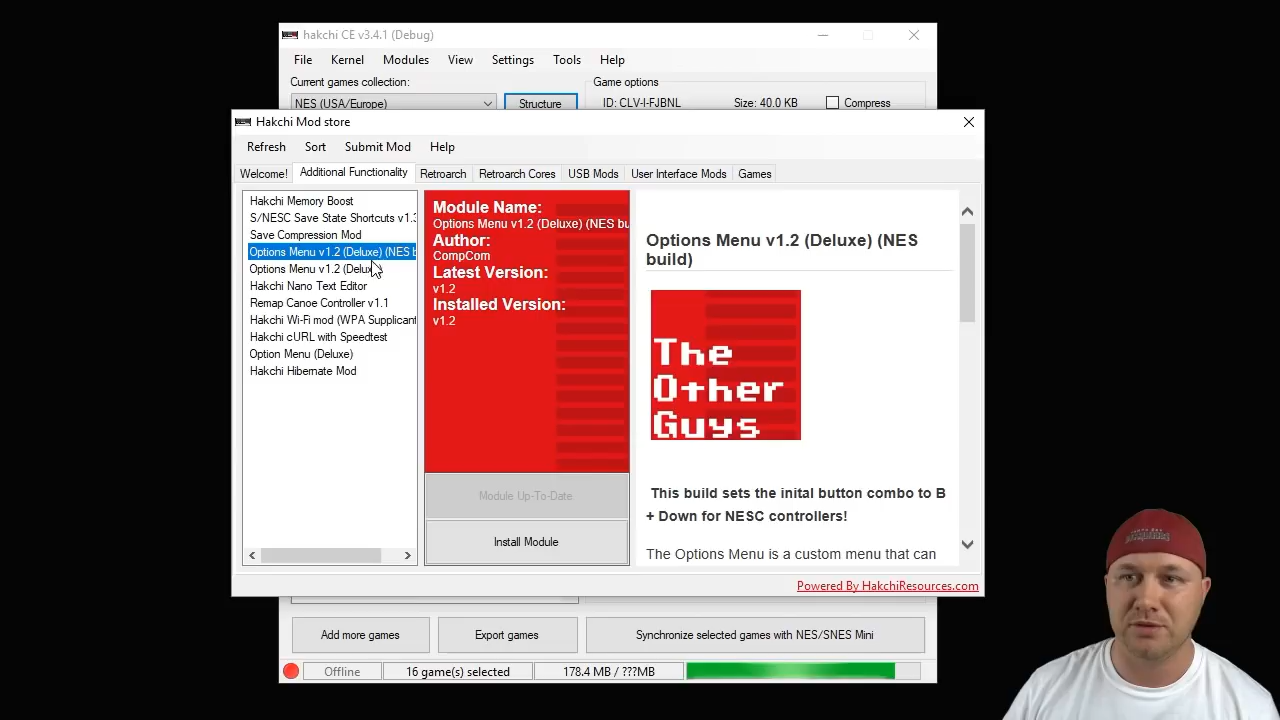 hakchi CE v3.4.1 (Debug)
File Kernel Modules View Settings Tools Help
Current games collection:
Game options
NES (USA/Europe)
Structure
ID: CLV-I-FJBNL
Size: 40.0 KB
Compress
Hakchi Mod store
Refresh Sort Submit Mod Help
Welcome! Additional Functionality Retroarch Retroarch Cores USB Mods User Interface Mods Games
Hakchi Memory Boost
S/NESC Save State Shortcuts v1.3
Save Compression Mod
Options Menu v1.2 (Deluxe) (NES b
Options Menu v1.2 (Deluxe)
Hakchi Nano Text Editor
Remap Canoe Controller v1.1
Hakchi Wi-Fi mod (WPA Supplicant
Hakchi cURL with Speedtest
Option Menu (Deluxe)
Hakchi Hibernate Mod
Module Name:
Options Menu v1.2 (Deluxe) (NES bu
Author:
CompCom
Latest Version:
v1.2
Installed Version:
v1.2
Module Up-To-Date
Install Module
Options Menu v1.2 (Deluxe) (NES
build)
The
Other
Guys
This build sets the inital button combo to B
+ Down for NESC controllers!
The Options Menu is a custom menu that can
Powered By HakchiResources.com
Add more games
Export games
Synchronize selected games with NES/SNES Mini
Offline
16 game(s) selected
178.4 MB / ???MB